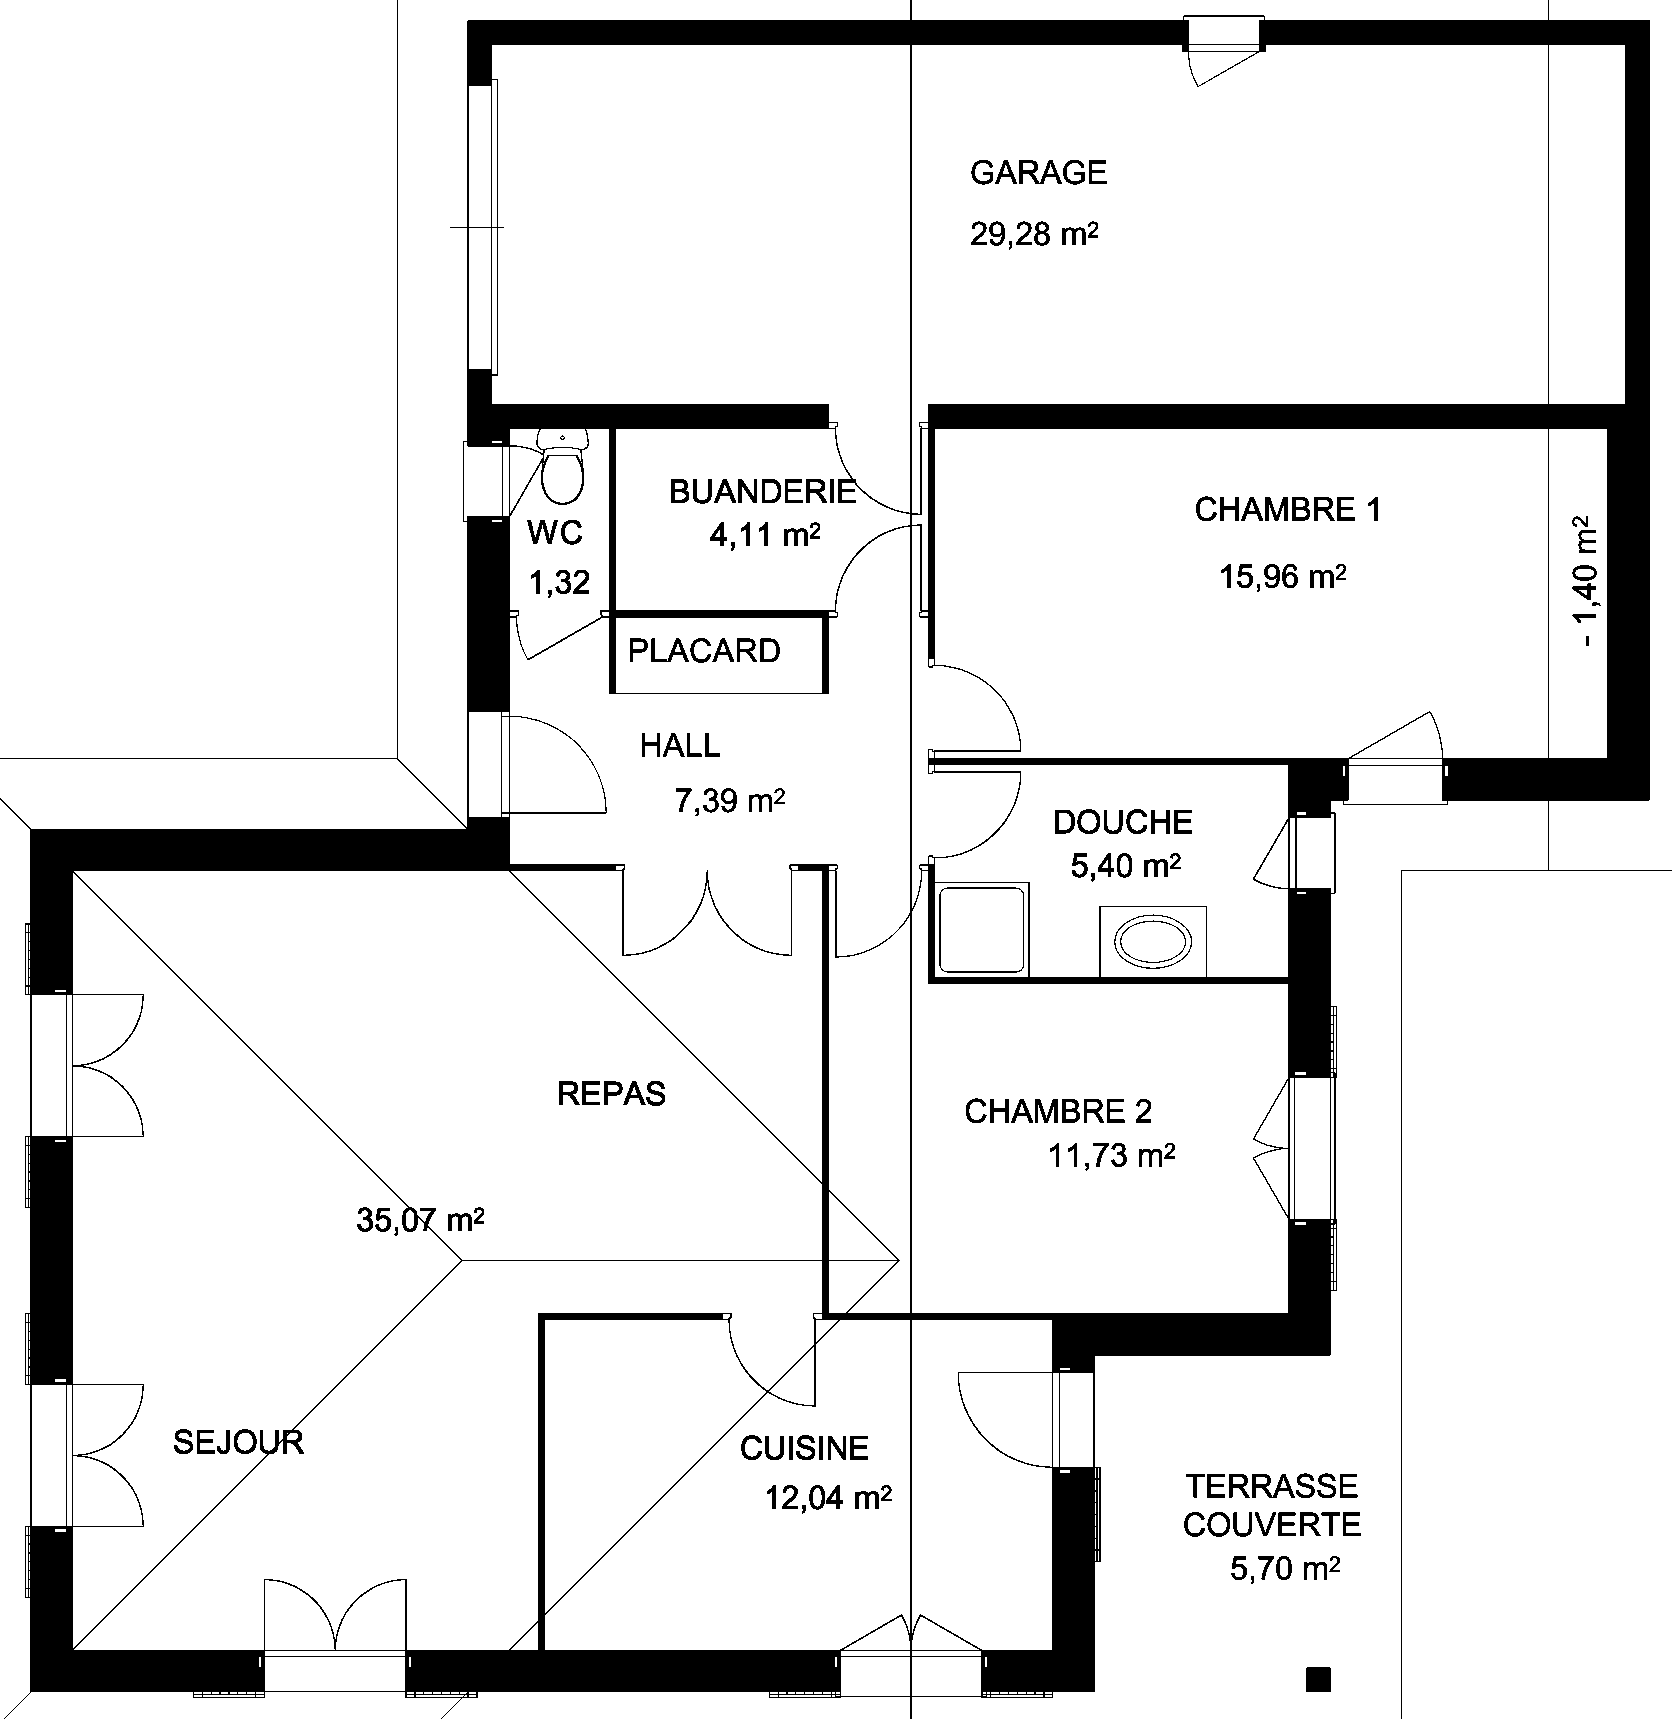 GARAGE
29,28 m²
BUANDERIE
4,11 m²
WC
1,32
CHAMBRE 1
15,96 m²
- 1,40 m²
PLACARD
HALL
7,39 m²
DOUCHE
5,40 m²
REPAS
CHAMBRE 2
11,73 m²
35,07 m²
SEJOUR
CUISINE
12,04 m²
TERRASSE
COUVERTE
5,70 m²